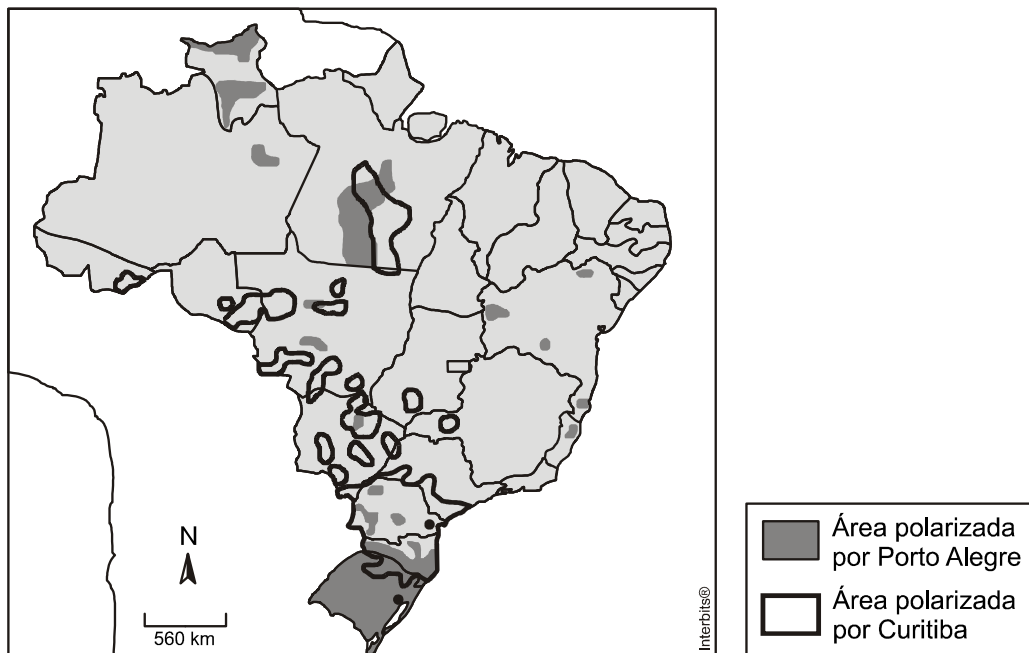 N
560 km
Interbits®
Área polarizada
por Porto Alegre
Área polarizada
por Curitiba